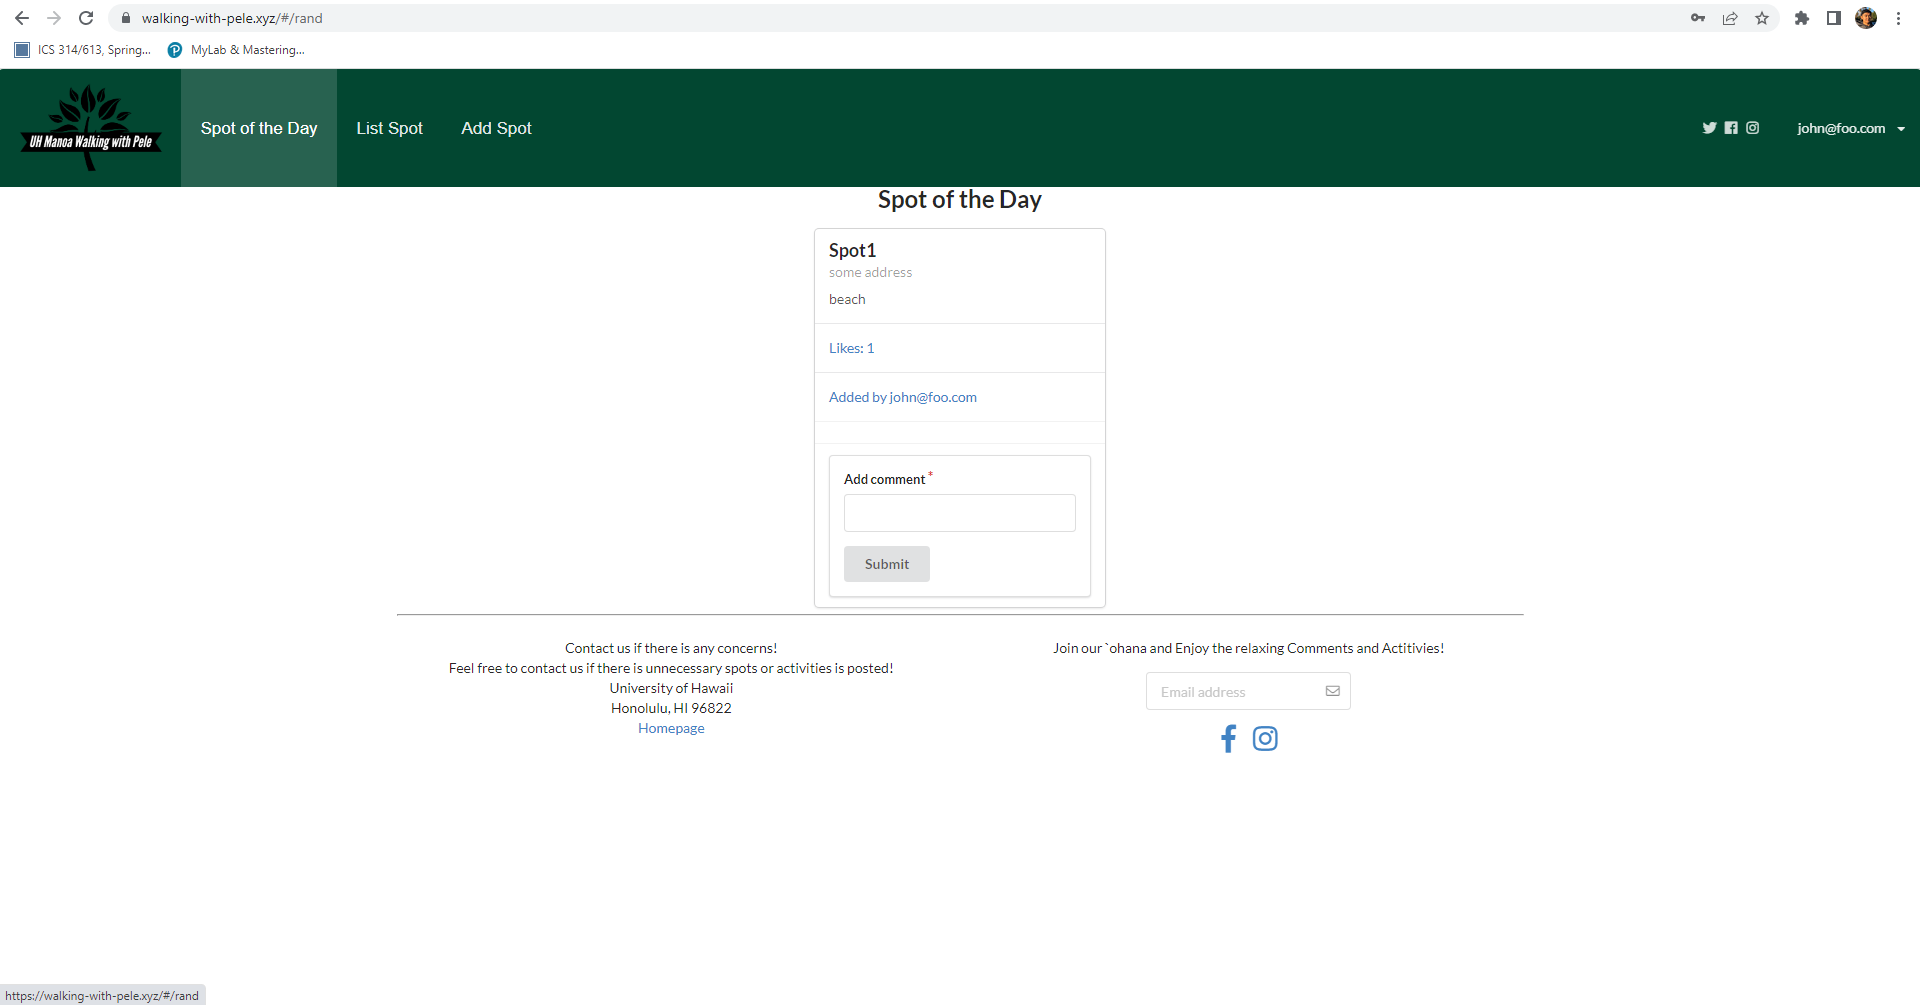 walking-with-pele.xyz/#/rand
ICS 314/613, Spring...
MyLab & Mastering...
UH Manoa Walking with Pele
Spot of the Day
List Spot
Add Spot
john@foo.com
Spot of the Day
Spot1
some address
beach
Likes: 1
Added by john@foo.com
Add comment*
Submit
Contact us if there is any concerns!
Feel free to contact us if there is unnecessary spots or activities is posted!
University of Hawaii
Honolulu, HI 96822
Homepage
Join our `ohana and Enjoy the relaxing Comments and Actitivies!
Email address
https://walking-with-pele.xyz/#/rand